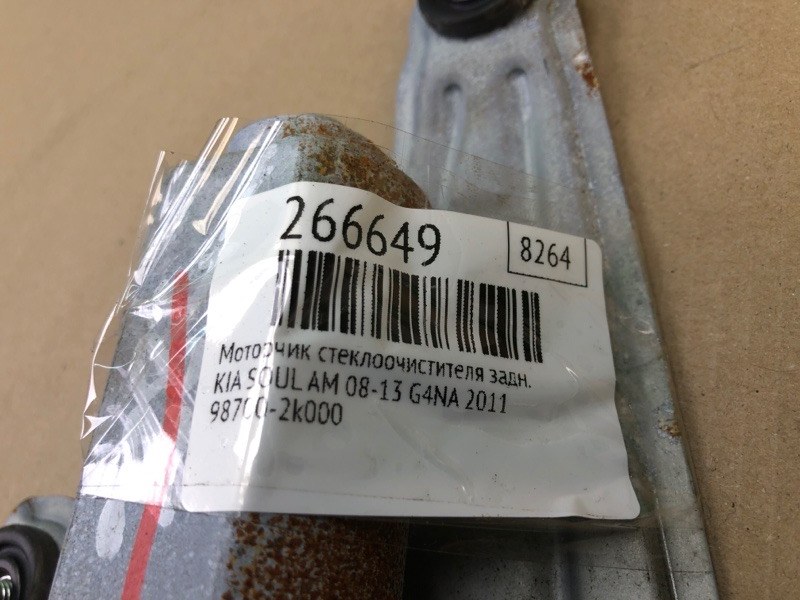 266649
8264
Моторчик стеклоочистителя задн.
KIA SOUL AM 08-13 G4NA 2011
98700-2k000